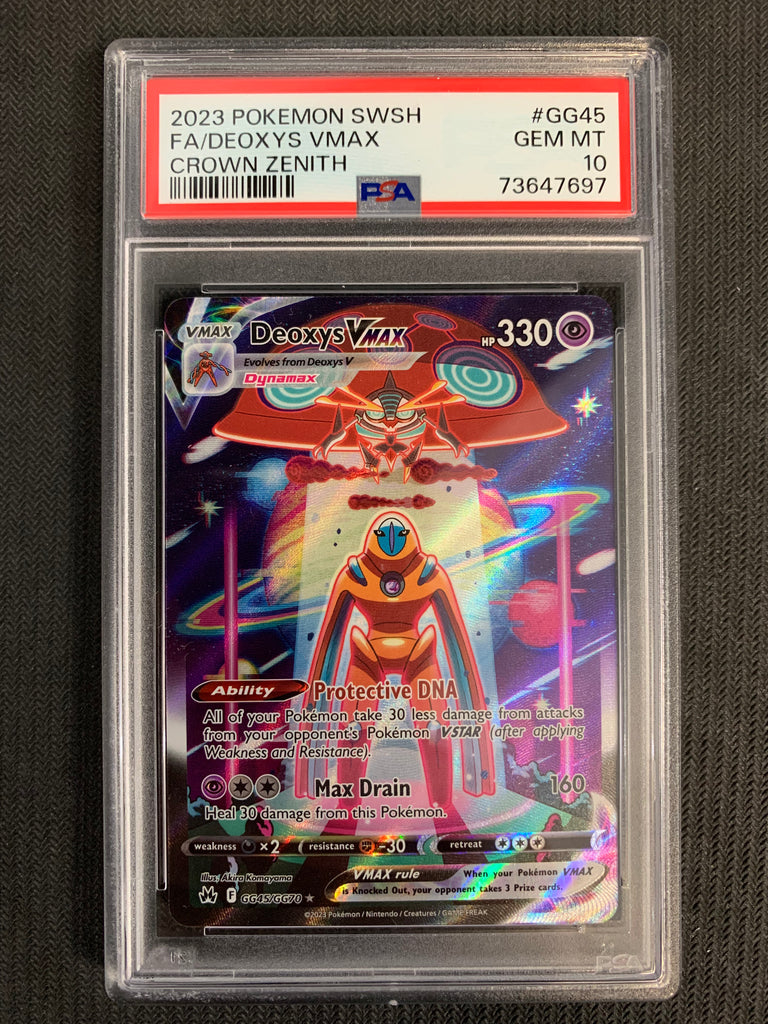 2023 POKEMON SWSH #GG45
FA/DEOXYS VMAX GEM MT
CROWN ZENITH 10
PSA 73647697
VMAX Deoxys VMAX HP 330
Evolves from Deoxys V
Dynamax
Ability Protective DNA
All of your Pokémon take 30 less damage from attacks
from your opponent's Pokémon VSTAR (after applying
Weakness and Resistance).
Max Drain 160
Heal 30 damage from this Pokémon.
weakness ×2 resistance -30 retreat
Illus. Akira Komayama
VMAX rule When your Pokémon VMAX
is Knocked Out, your opponent takes 3 Prize cards.
F GG45/GG70 ★
©2023 Pokémon / Nintendo / Creatures / GAME FREAK
PSA